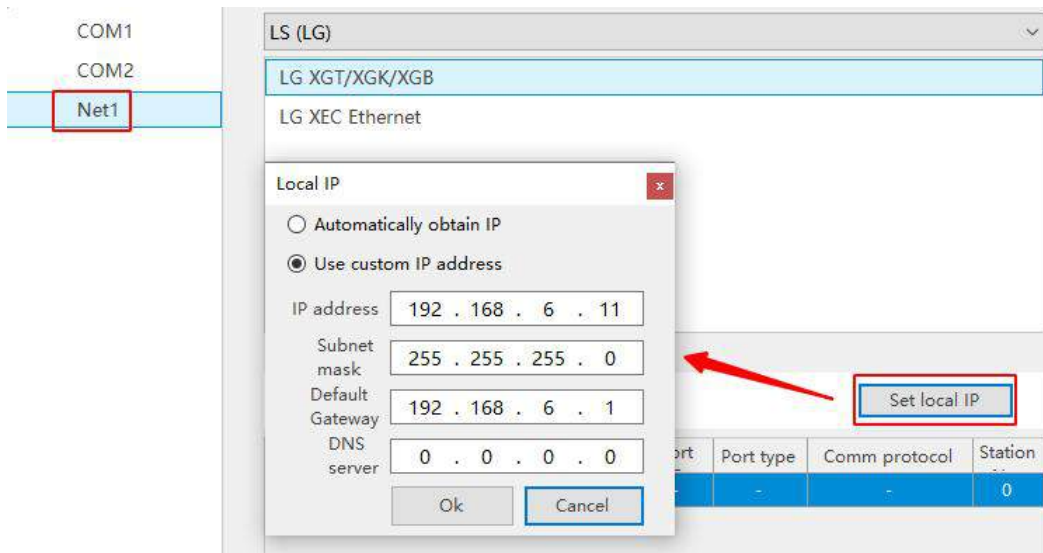 COM1
COM2
Net1
LS (LG)
LG XGT/XGK/XGB
LG XEC Ethernet
Local IP
x
Automatically obtain IP
Use custom IP address
IP address 192 . 168 . 6 . 11
Subnet
mask 255 . 255 . 255 . 0
Default
Gateway 192 . 168 . 6 . 1
DNS
server 0 . 0 . 0 . 0
Ok Cancel
Set local IP
Port type Comm protocol Station
- - - 0